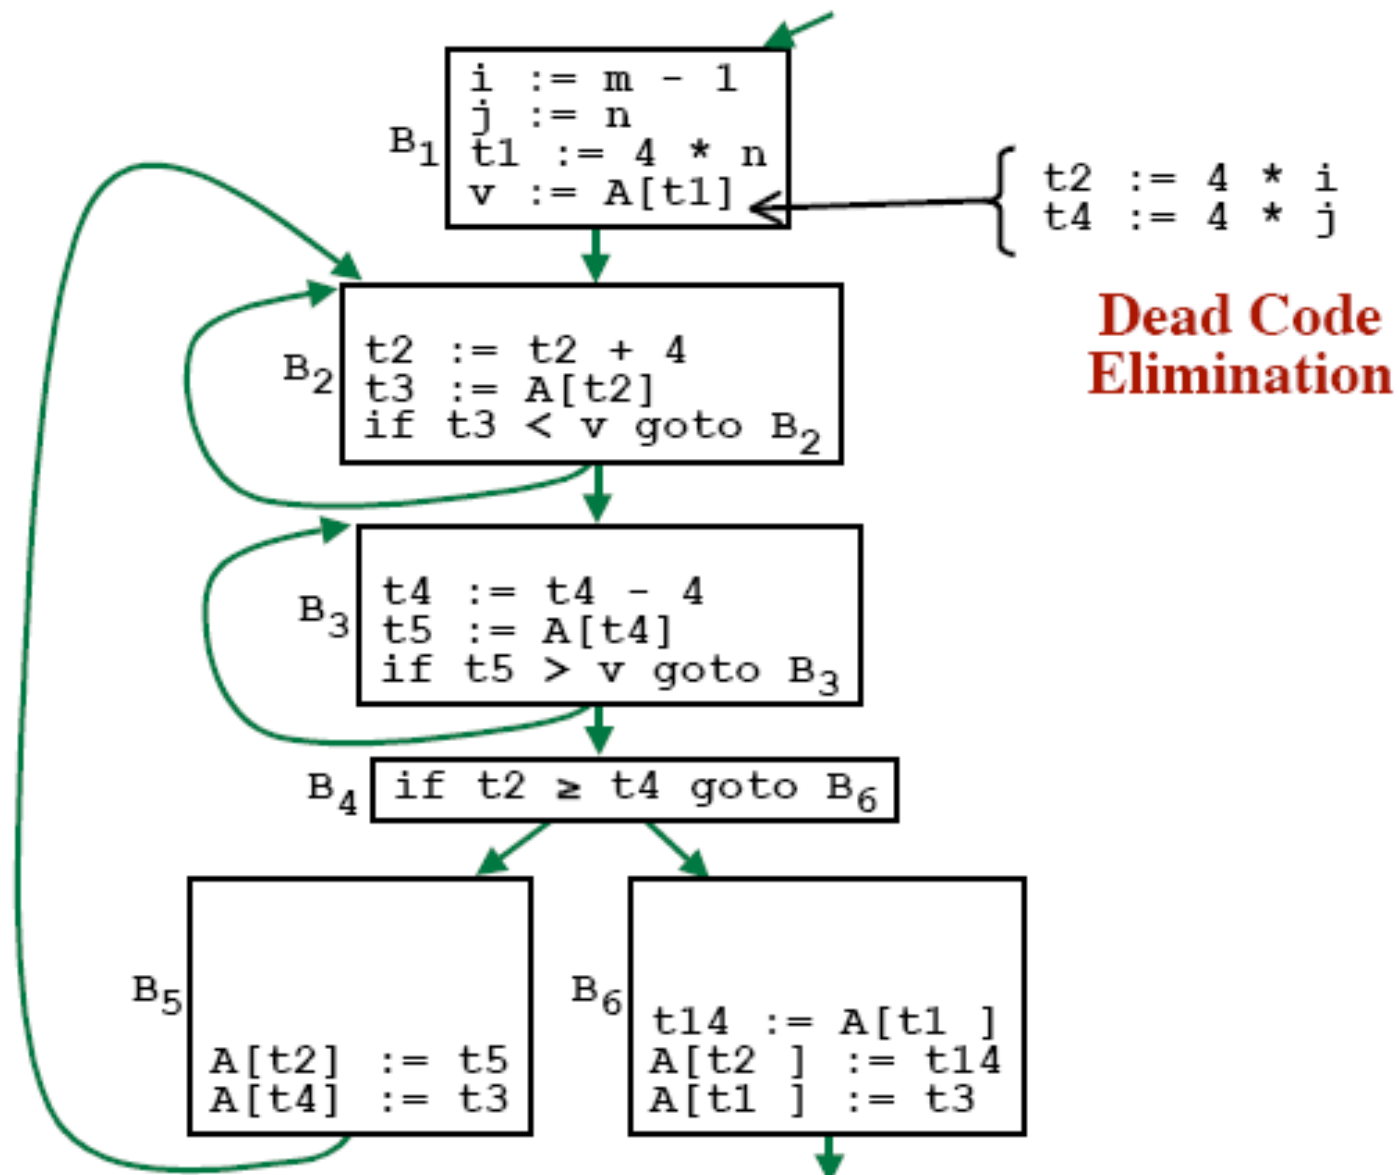 i := m - 1
j := n
B1
t1 := 4 * n
v := A[t1]
t2 := 4 * i
t4 := 4 * j
Dead Code
Elimination
B2
t2 := t2 + 4
t3 := A[t2]
if t3 < v goto B2
B3
t4 := t4 - 4
t5 := A[t4]
if t5 > v goto B3
B4
if t2 ≥ t4 goto B6
B5
A[t2] := t5
A[t4] := t3
B6
t14 := A[t1 ]
A[t2 ] := t14
A[t1 ] := t3